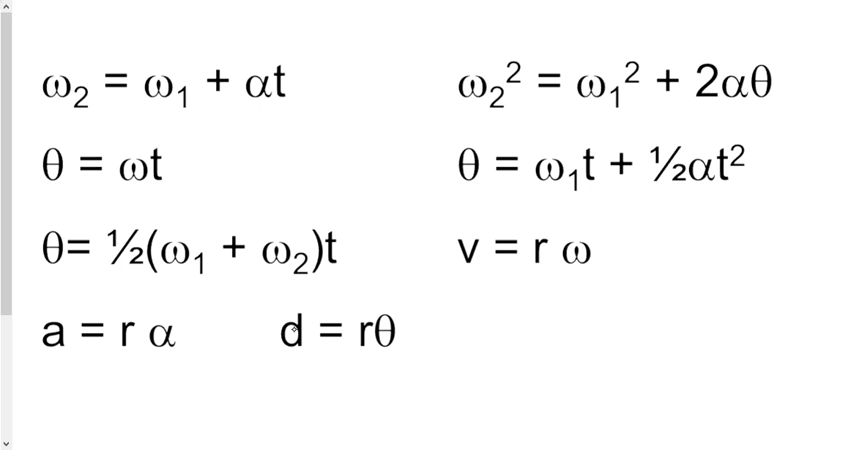 ω₂ = ω₁ + αt ω₂² = ω₁² + 2αθ
θ = ωt θ = ω₁t + ½αt²
θ= ½(ω₁ + ω₂)t v = r ω
a = r α d = rθ